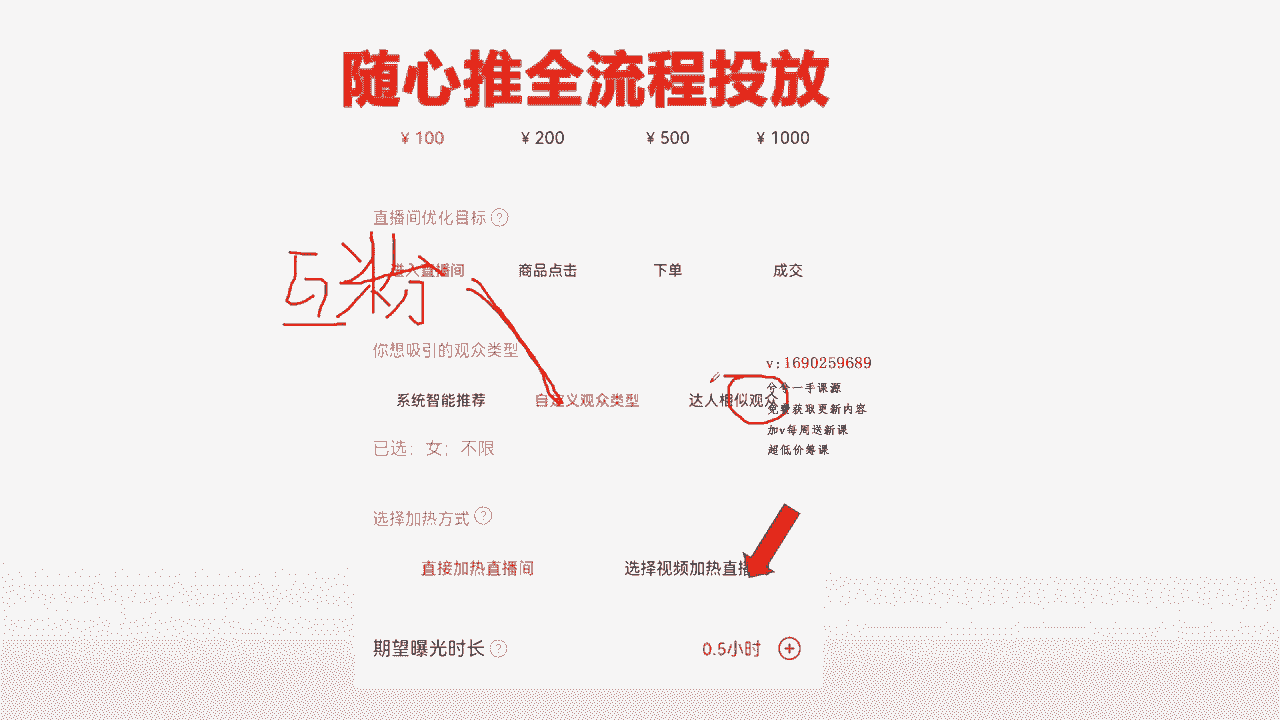 随心推全流程投放
¥ 100 ¥ 200 ¥ 500 ¥ 1000
直播间优化目标 ?
进入直播间 商品点击 下单 成交
互粉
你想吸引的观众类型
v:1690259689
兮兮一手课源
系统智能推荐 自定义观众类型 达人相似观众
免费获取更新内容
加v每周送新课
已选：女；不限
超低价筹课
选择加热方式 ?
直接加热直播间 选择视频加热直播
期望曝光时长 ? 0.5小时 +